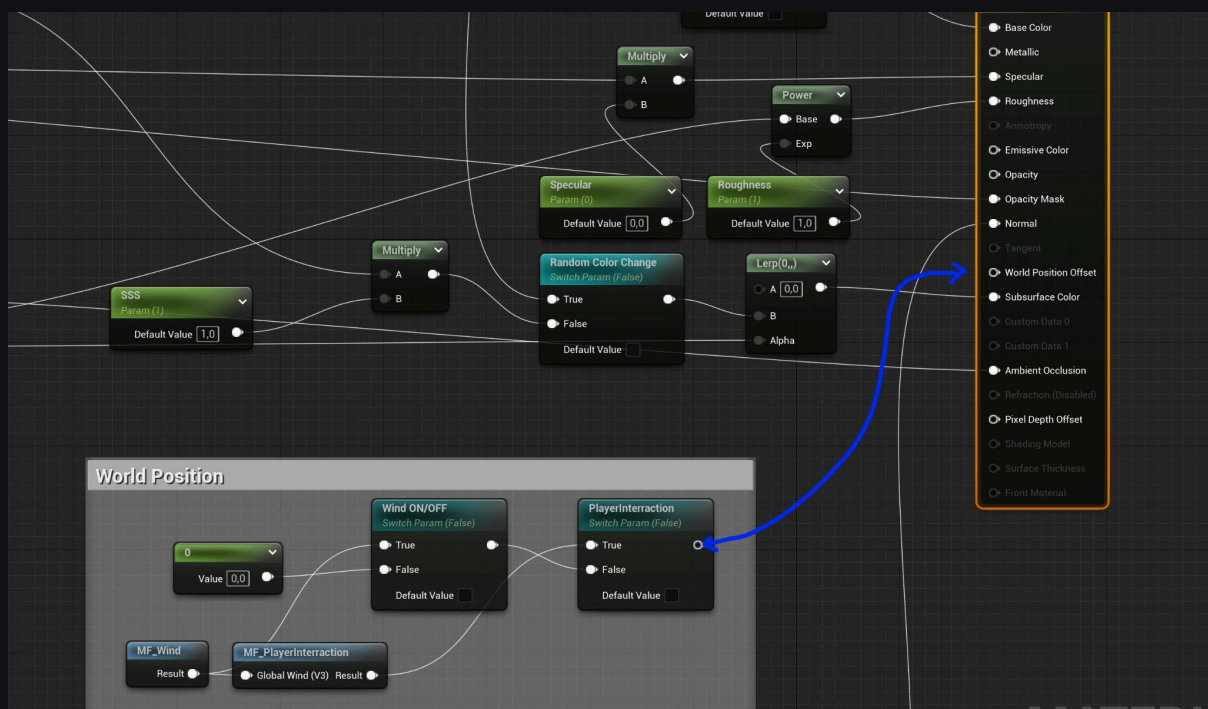 Default Value
Multiply
A
B
Power
Base
Exp
Specular
Param (0)
Default Value 0,0
Roughness
Param (1)
Default Value 1,0
Multiply
A
B
SSS
Param (1)
Default Value 1,0
Random Color Change
Switch Param (False)
True
False
Default Value
Lerp(0,,)
A 0,0
B
Alpha
Base Color
Metallic
Specular
Roughness
Anisotropy
Emissive Color
Opacity
Opacity Mask
Normal
Tangent
World Position Offset
Subsurface Color
Custom Data 0
Custom Data 1
Ambient Occlusion
Refraction (Disabled)
Pixel Depth Offset
Shading Model
Surface Thickness
Front Material
World Position
Wind ON/OFF
Switch Param (False)
True
False
Default Value
PlayerInterraction
Switch Param (False)
True
False
Default Value
0
Value 0,0
MF_Wind
Result
MF_PlayerInterraction
Global Wind (V3) Result